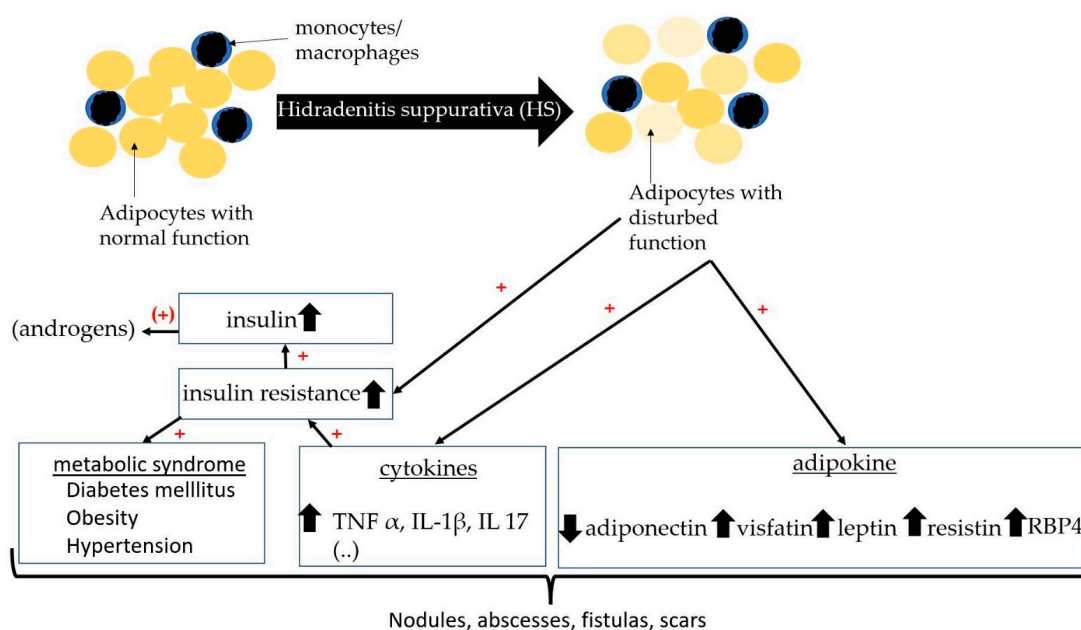 monocytes/
macrophages
Hidradenitis suppurativa (HS)
Adipocytes with
normal function
Adipocytes with
disturbed
function
+
+
+
(+)
insulin
(androgens)
+
insulin resistance
+
+
metabolic syndrome
Diabetes melllitus
Obesity
Hypertension
cytokines
TNF α, IL-1β, IL 17
(..)
adipokine
adiponectin visfatin leptin resistin RBP4
Nodules, abscesses, fistulas, scars